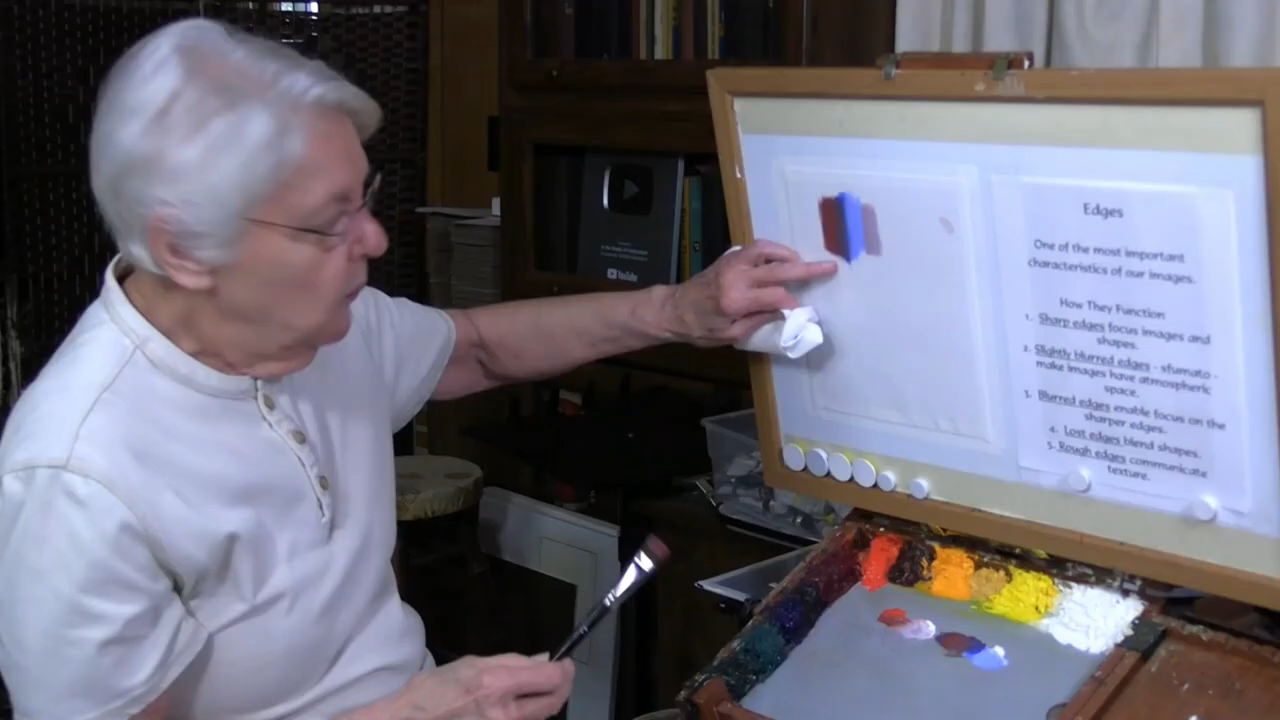 Edges
One of the most important
characteristics of our images.
How They Function
1. Sharp edges focus images and
shapes.
2. Slightly blurred edges - sfumato -
make images have atmospheric
space.
3. Blurred edges enable focus on the
sharper edges.
4. Lost edges blend shapes.
5. Rough edges communicate
texture.
YouTube